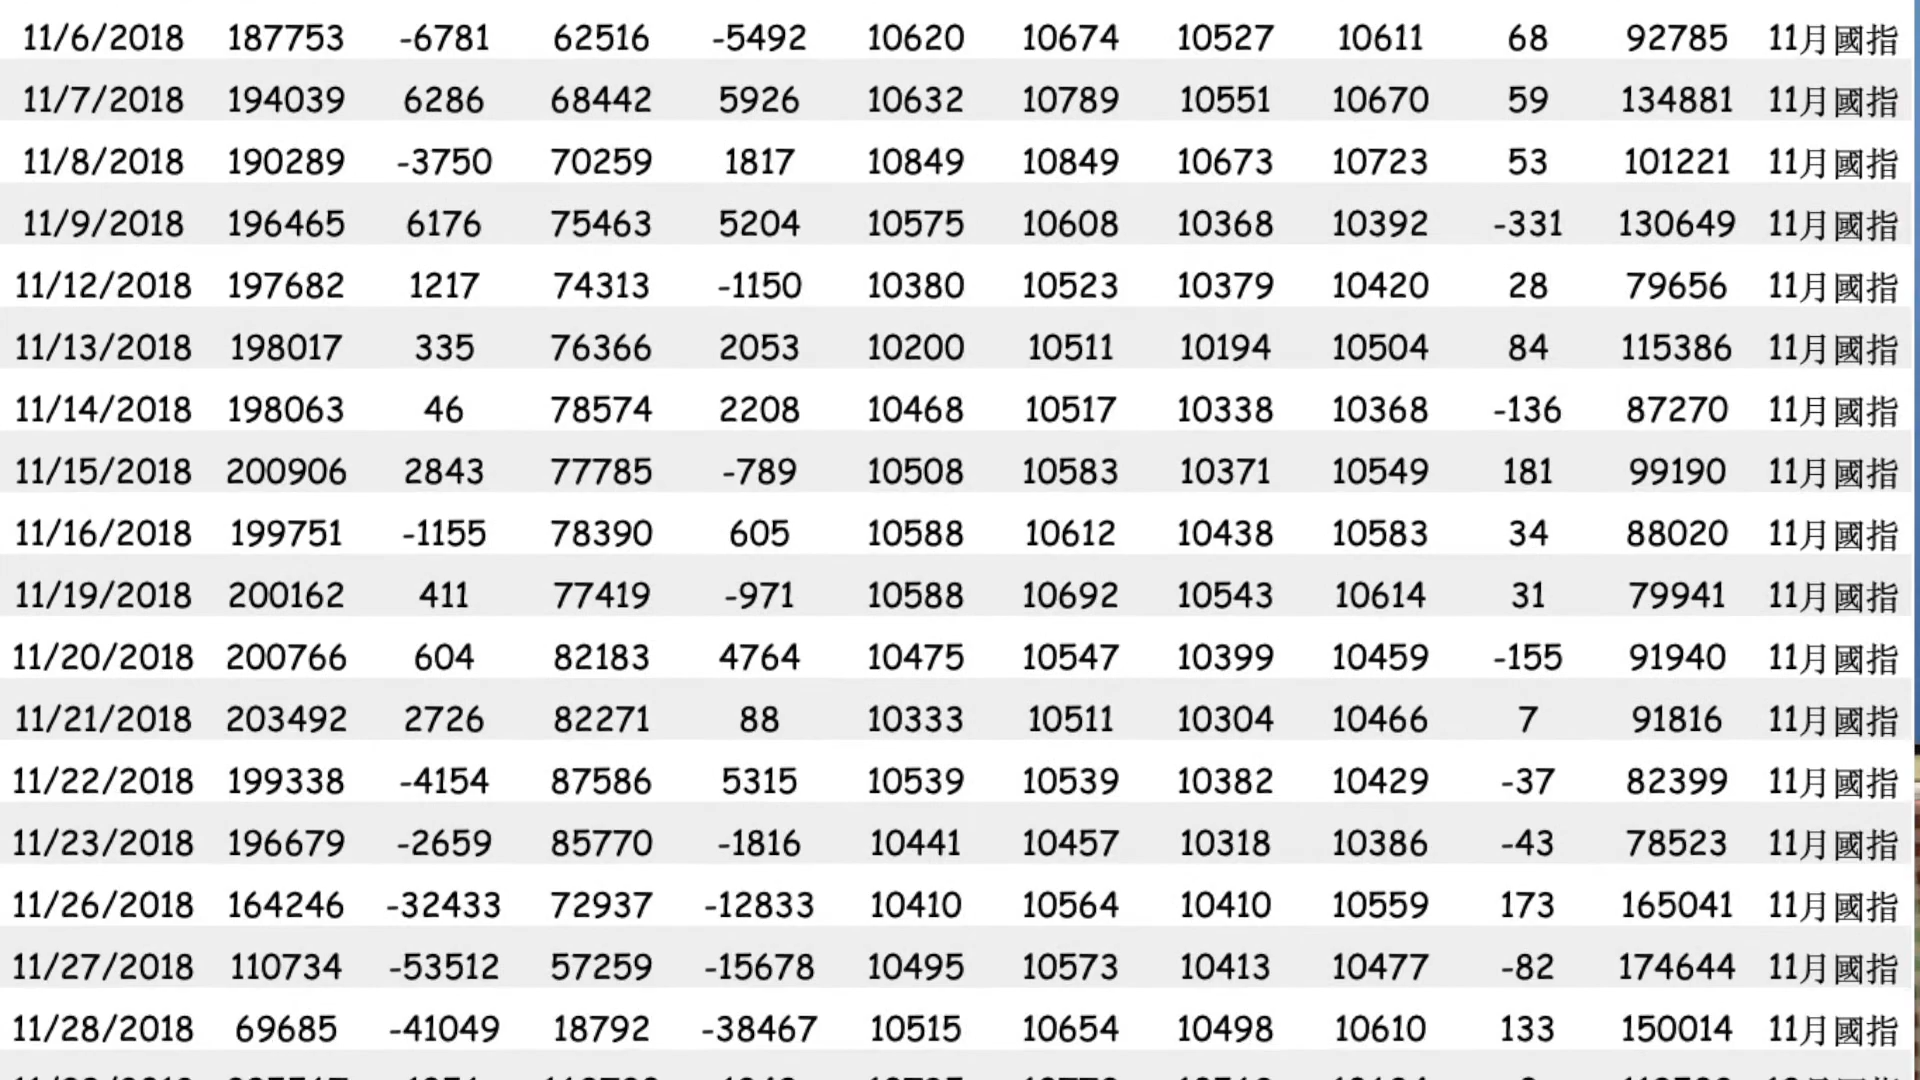 11/6/2018 187753 -6781 62516 -5492 10620 10674 10527 10611 68 92785 11月國指
11/7/2018 194039 6286 68442 5926 10632 10789 10551 10670 59 134881 11月國指
11/8/2018 190289 -3750 70259 1817 10849 10849 10673 10723 53 101221 11月國指
11/9/2018 196465 6176 75463 5204 10575 10608 10368 10392 -331 130649 11月國指
11/12/2018 197682 1217 74313 -1150 10380 10523 10379 10420 28 79656 11月國指
11/13/2018 198017 335 76366 2053 10200 10511 10194 10504 84 115386 11月國指
11/14/2018 198063 46 78574 2208 10468 10517 10338 10368 -136 87270 11月國指
11/15/2018 200906 2843 77785 -789 10508 10583 10371 10549 181 99190 11月國指
11/16/2018 199751 -1155 78390 605 10588 10612 10438 10583 34 88020 11月國指
11/19/2018 200162 411 77419 -971 10588 10692 10543 10614 31 79941 11月國指
11/20/2018 200766 604 82183 4764 10475 10547 10399 10459 -155 91940 11月國指
11/21/2018 203492 2726 82271 88 10333 10511 10304 10466 7 91816 11月國指
11/22/2018 199338 -4154 87586 5315 10539 10539 10382 10429 -37 82399 11月國指
11/23/2018 196679 -2659 85770 -1816 10441 10457 10318 10386 -43 78523 11月國指
11/26/2018 164246 -32433 72937 -12833 10410 10564 10410 10559 173 165041 11月國指
11/27/2018 110734 -53512 57259 -15678 10495 10573 10413 10477 -82 174644 11月國指
11/28/2018 69685 -41049 18792 -38467 10515 10654 10498 10610 133 150014 11月國指